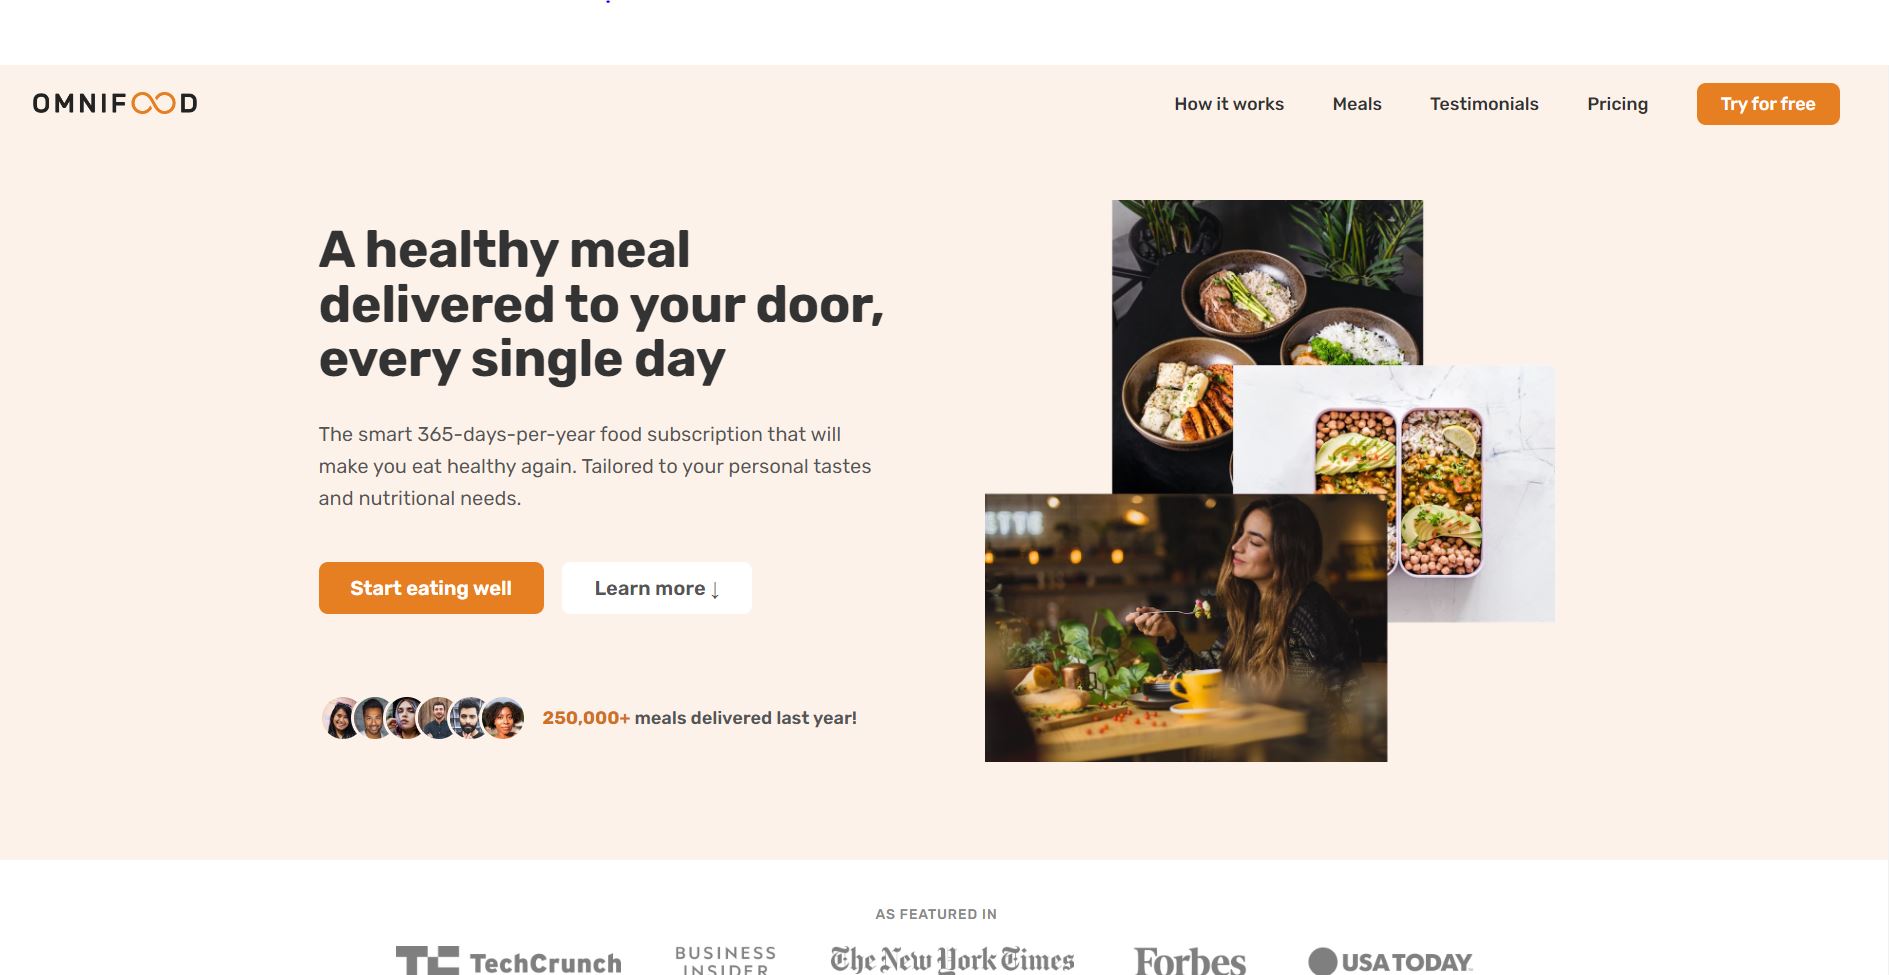 OMNIFOOD
How it works
Meals
Testimonials
Pricing
Try for free
A healthy meal
delivered to your door,
every single day
The smart 365-days-per-year food subscription that will
make you eat healthy again. Tailored to your personal tastes
and nutritional needs.
Start eating well
Learn more ↓
250,000+ meals delivered last year!
AS FEATURED IN
TC TechCrunch
BUSINESS
INSIDER
The New York Times
Forbes
USA TODAY